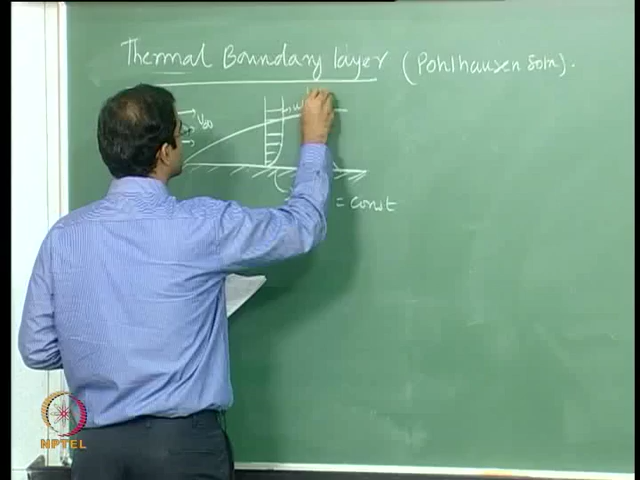 Thermal Boundary layer (Pohlhausen Soln).
U∞
u
= const
NPTEL